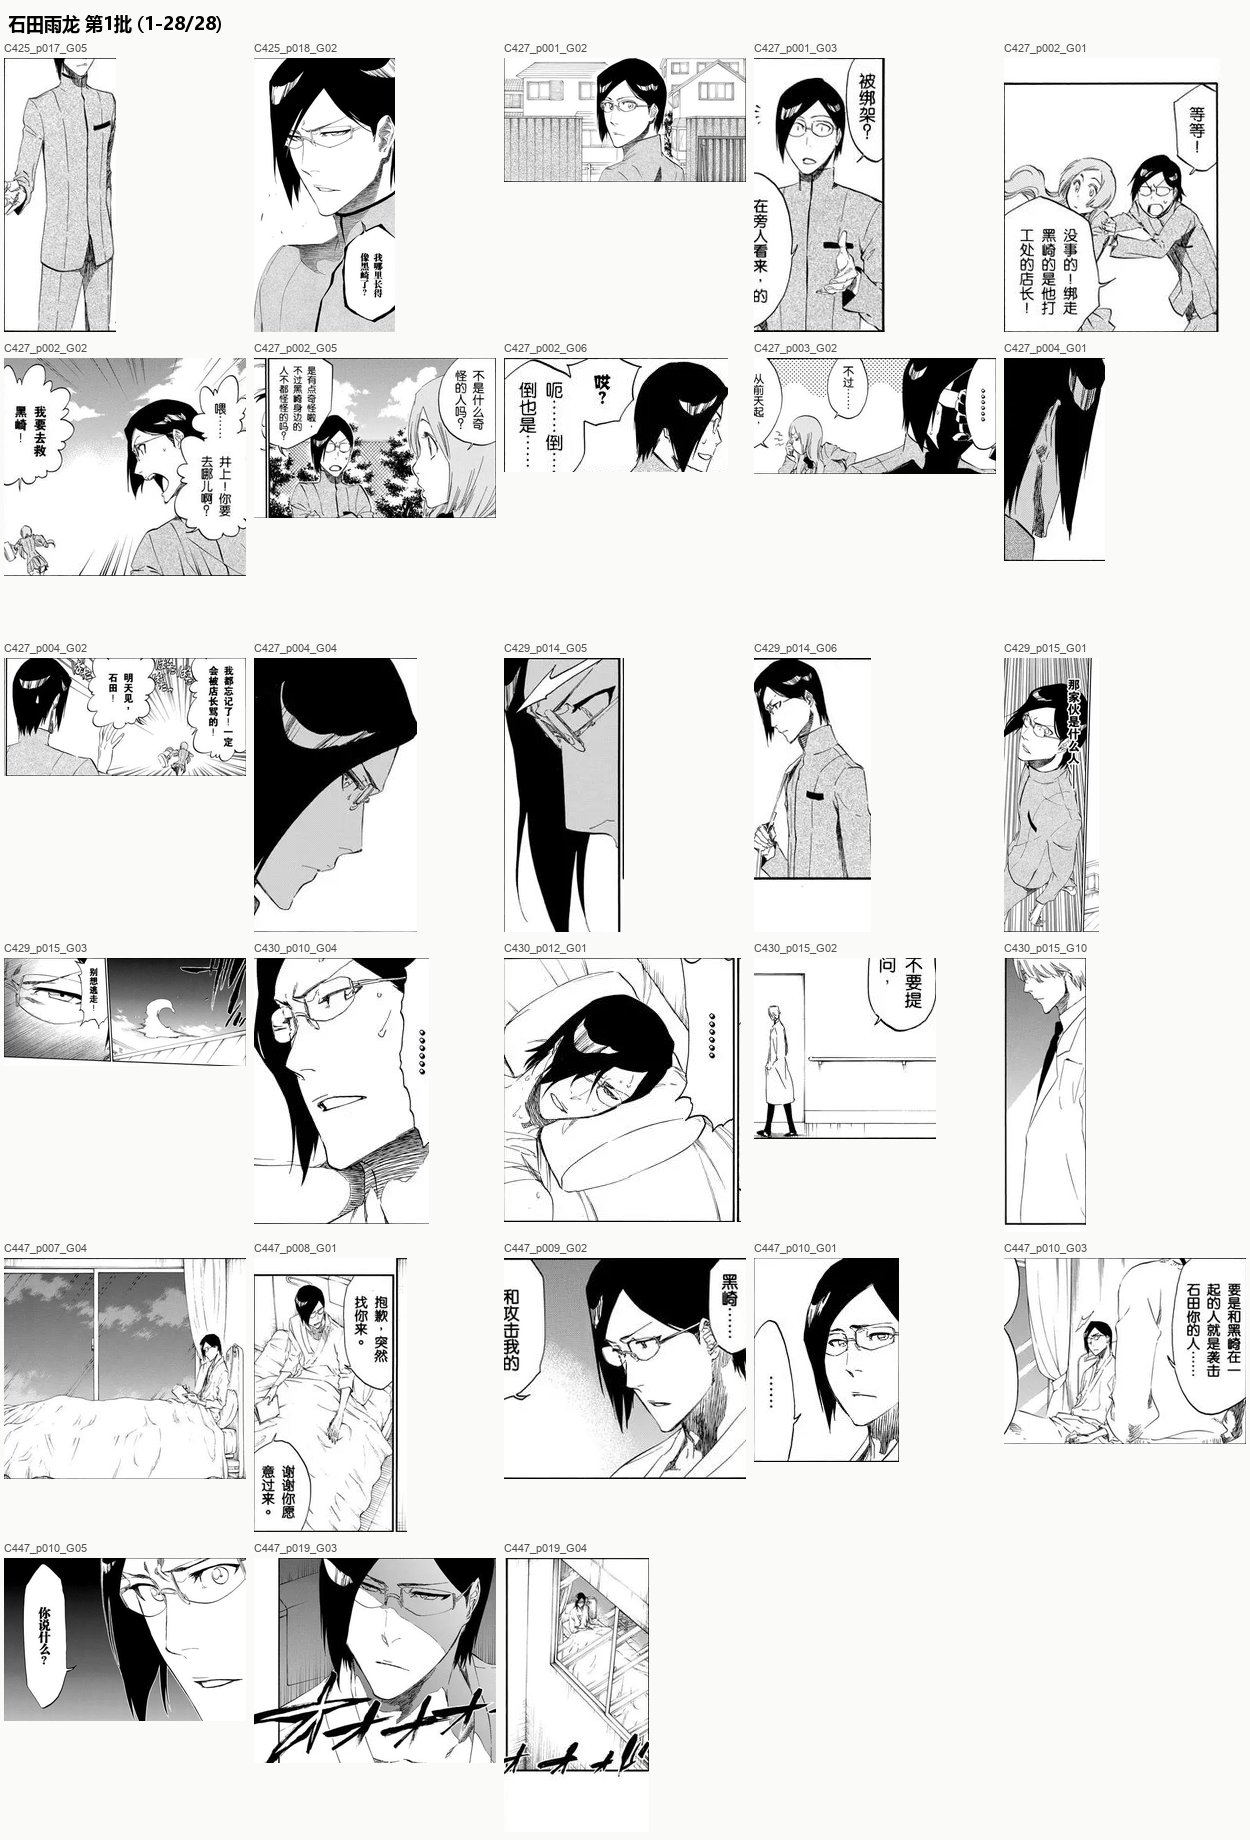 石田雨龙 第1批 (1-28/28)
C425_p017_G05
C425_p018_G02
我哪里长得
像黑崎了？
C427_p001_G02
C427_p001_G03
被绑架？
在旁人看来，的
C427_p002_G01
等等！
没事的！绑走
黑崎的是他打
工处的店长！
C427_p002_G02
喂……
井上！你要
去哪儿啊？
我要去救
黑崎！
C427_p002_G05
不是什么奇
怪的人吗？
是有点奇怪啦，
不过黑崎身边的
人不都怪怪的吗？
C427_p002_G06
哎？
呃……倒
倒也是……
C427_p003_G02
……
不过……
从前天起，
C427_p004_G01
C427_p004_G02
我都忘记了！一定
会被店长骂的！
明天见，
石田！
C427_p004_G04
C429_p014_G05
C429_p014_G06
C429_p015_G01
那家伙是什么人——
C429_p015_G03
别想逃走！
C430_p010_G04
……
C430_p012_G01
……
C430_p015_G02
不要提
问，
C430_p015_G10
C447_p007_G04
C447_p008_G01
抱歉，突然
找你来。
谢谢你愿
意过来。
C447_p009_G02
黑崎……
和攻击我的
C447_p010_G01
……
C447_p010_G03
要是和黑崎在一
起的人就是袭击
石田你的人……
C447_p010_G05
你说什么？
C447_p019_G03
C447_p019_G04